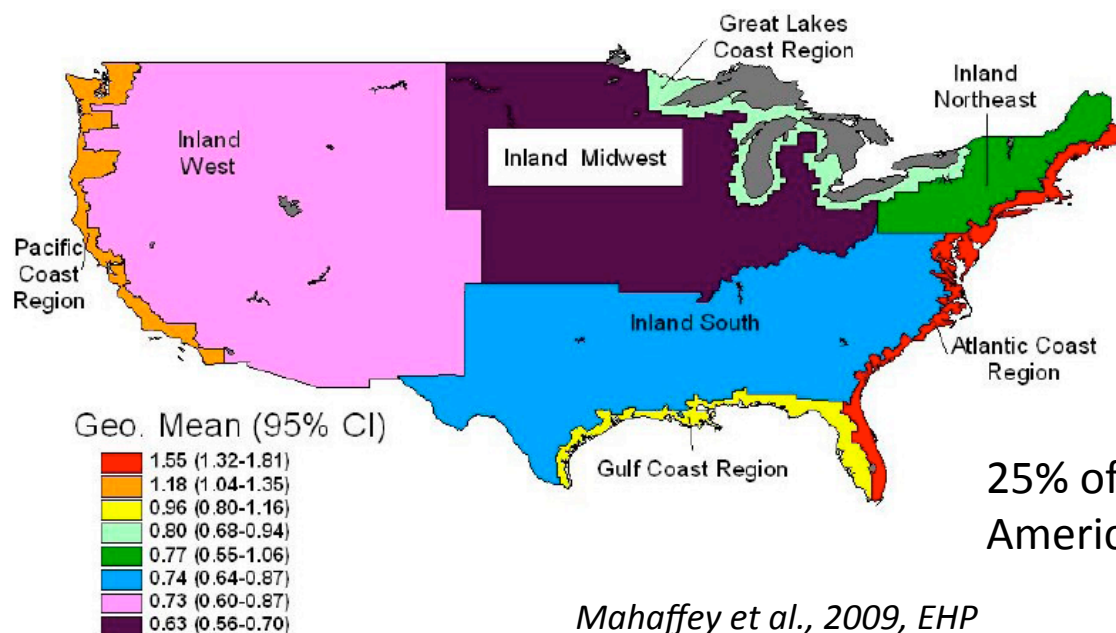 Great Lakes
Coast Region
Inland
Northeast
Inland
West
Inland Midwest
Pacific
Coast
Region
Inland South
Atlantic Coast
Region
Gulf Coast Region
Geo. Mean (95% CI)
1.55 (1.32-1.81)
1.18 (1.04-1.35)
0.96 (0.80-1.16)
0.80 (0.68-0.94)
0.77 (0.55-1.06)
0.74 (0.64-0.87)
0.73 (0.60-0.87)
0.63 (0.56-0.70)
25% of
Americ
Mahaffey et al., 2009, EHP